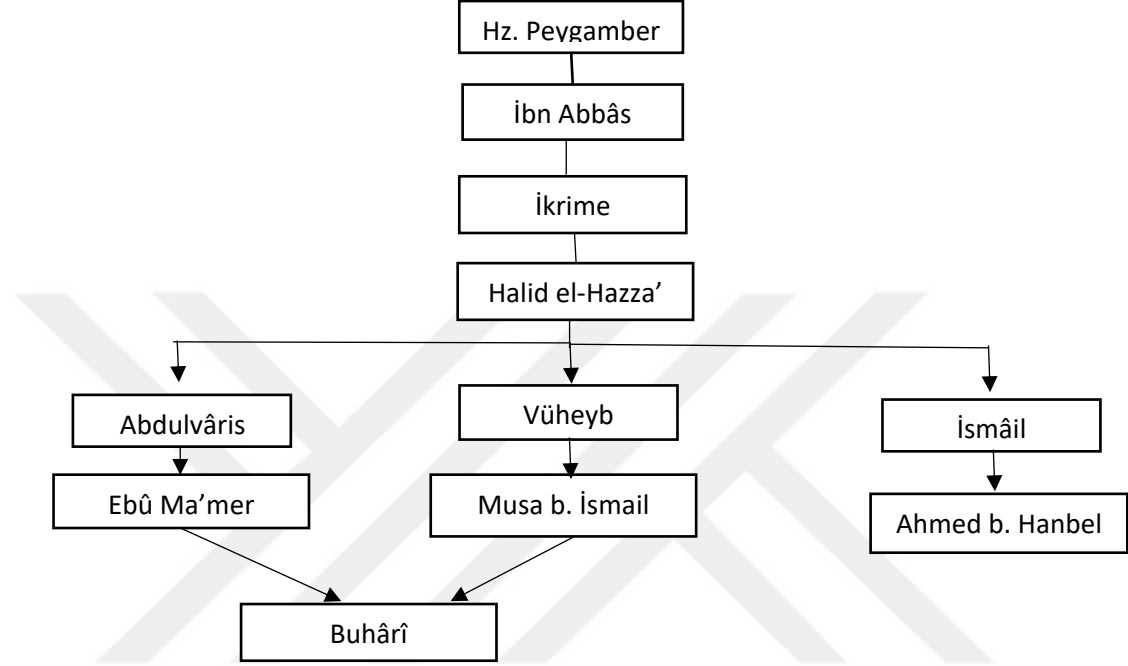 Hz. Peygamber
İbn Abbâs
İkrime
Halid el-Hazza’
Abdulvâris
Vüheyb
İsmâil
Ebû Ma’mer
Musa b. İsmail
Ahmed b. Hanbel
Buhârî